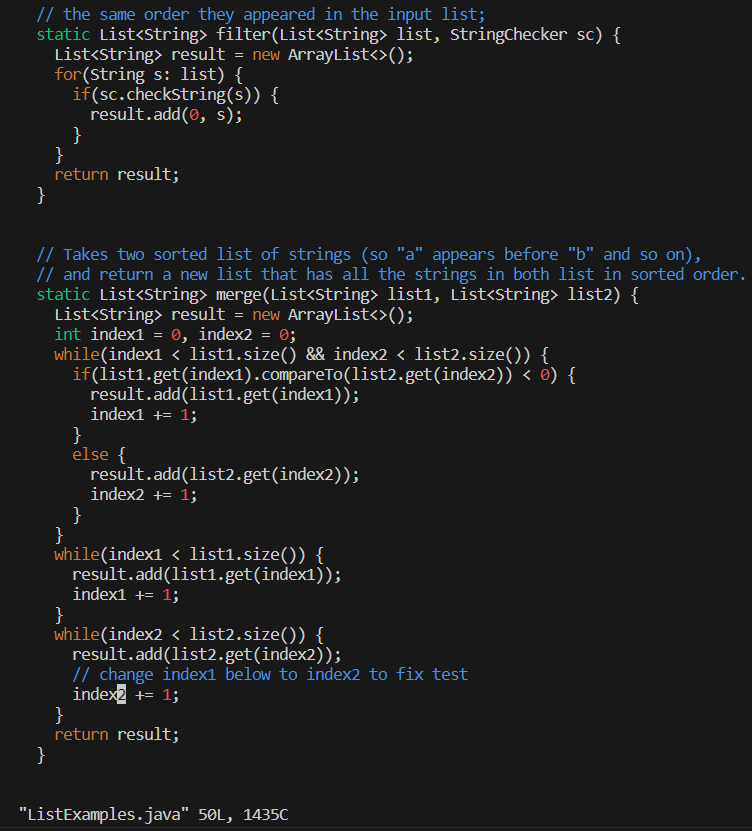 // the same order they appeared in the input list;
static List<String> filter(List<String> list, StringChecker sc) {
  List<String> result = new ArrayList<>();
  for(String s: list) {
    if(sc.checkString(s)) {
      result.add(0, s);
    }
  }
  return result;
}
// Takes two sorted list of strings (so "a" appears before "b" and so on),
// and return a new list that has all the strings in both list in sorted order.
static List<String> merge(List<String> list1, List<String> list2) {
  List<String> result = new ArrayList<>();
  int index1 = 0, index2 = 0;
  while(index1 < list1.size() && index2 < list2.size()) {
    if(list1.get(index1).compareTo(list2.get(index2)) < 0) {
      result.add(list1.get(index1));
      index1 += 1;
    }
    else {
      result.add(list2.get(index2));
      index2 += 1;
    }
  }
  while(index1 < list1.size()) {
    result.add(list1.get(index1));
    index1 += 1;
  }
  while(index2 < list2.size()) {
    result.add(list2.get(index2));
    // change index1 below to index2 to fix test
    index2 += 1;
  }
  return result;
}
"ListExamples.java" 50L, 1435C